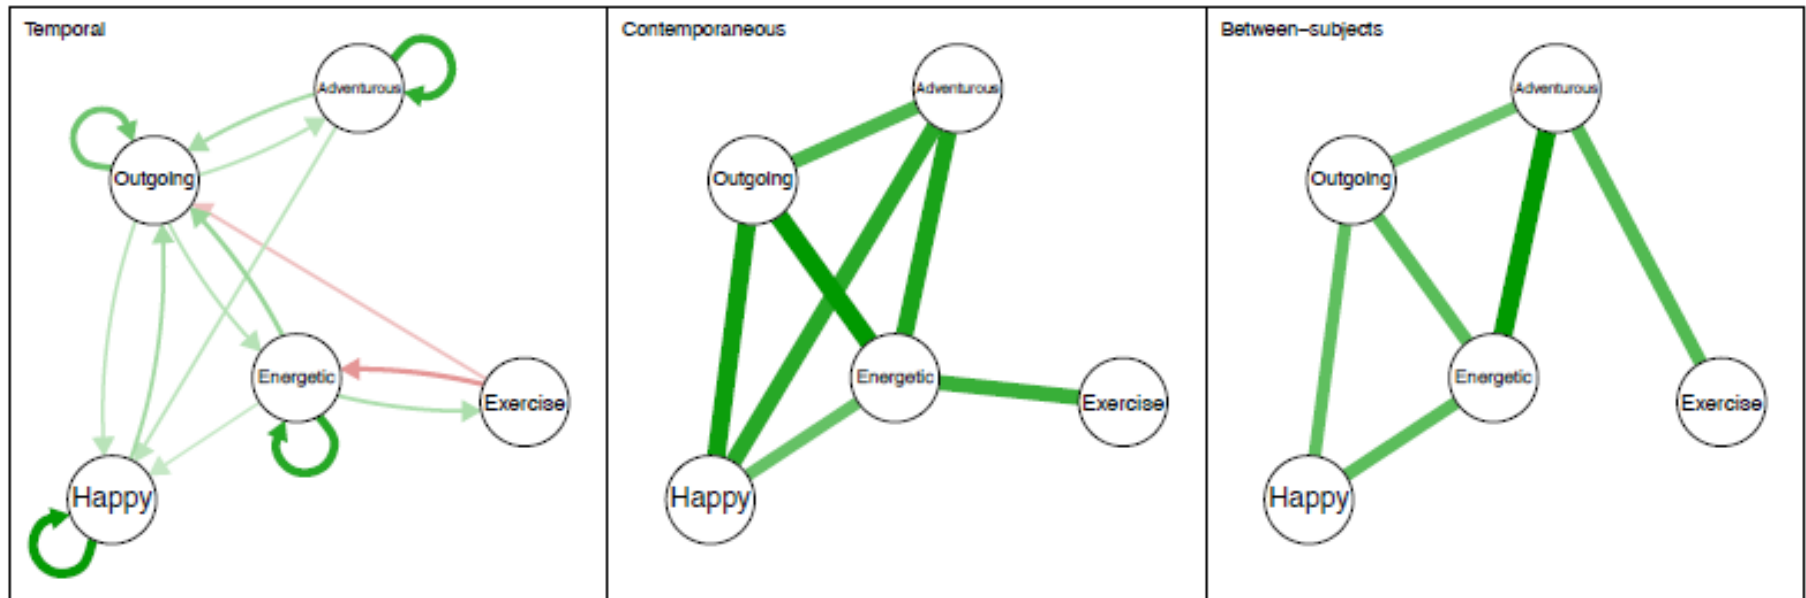 Temporal
Adventurous
Outgoing
Energetic
Exercise
Happy
Contemporaneous
Adventurous
Outgoing
Energetic
Exercise
Happy
Between-subjects
Adventurous
Outgoing
Energetic
Exercise
Happy